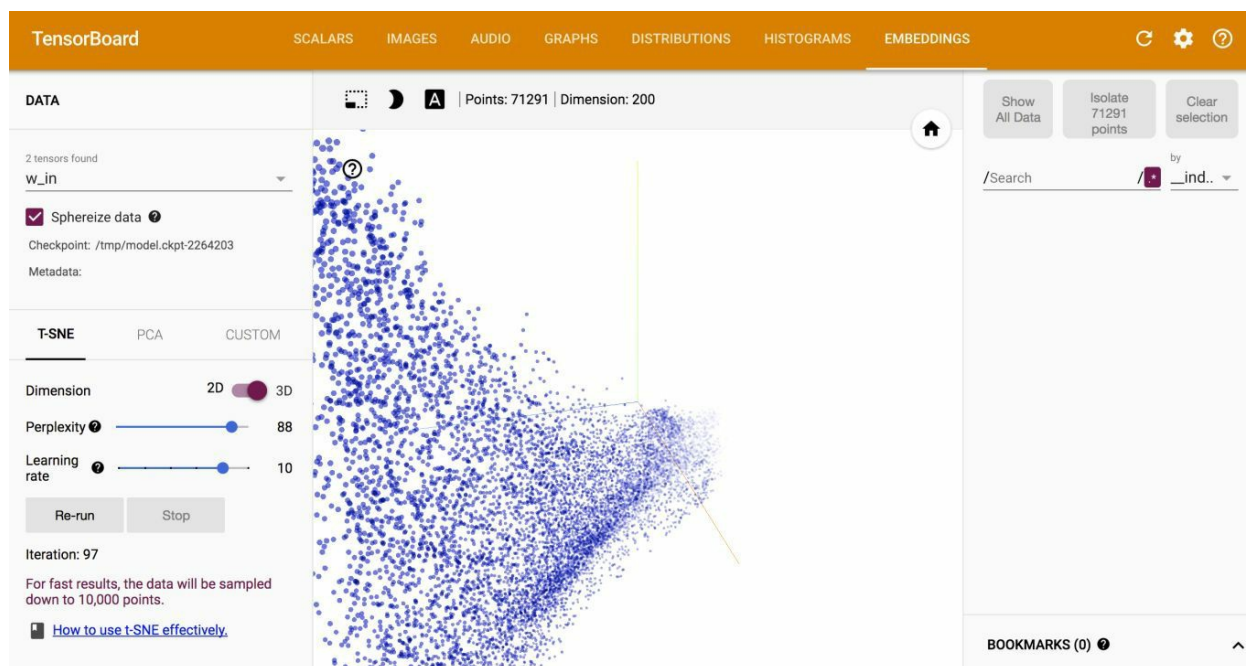 TensorBoard
SCALARS IMAGES AUDIO GRAPHS DISTRIBUTIONS HISTOGRAMS EMBEDDINGS
DATA
2 tensors found
w_in
Sphereize data
Checkpoint: /tmp/model.ckpt-2264203
Metadata:
T-SNE PCA CUSTOM
Dimension 2D 3D
Perplexity 88
Learning
rate 10
Re-run Stop
Iteration: 97
For fast results, the data will be sampled
down to 10,000 points.
How to use t-SNE effectively.
A | Points: 71291 | Dimension: 200
Show
All Data
Isolate
71291
points
Clear
selection
by
/Search /.* __ind..
BOOKMARKS (0)